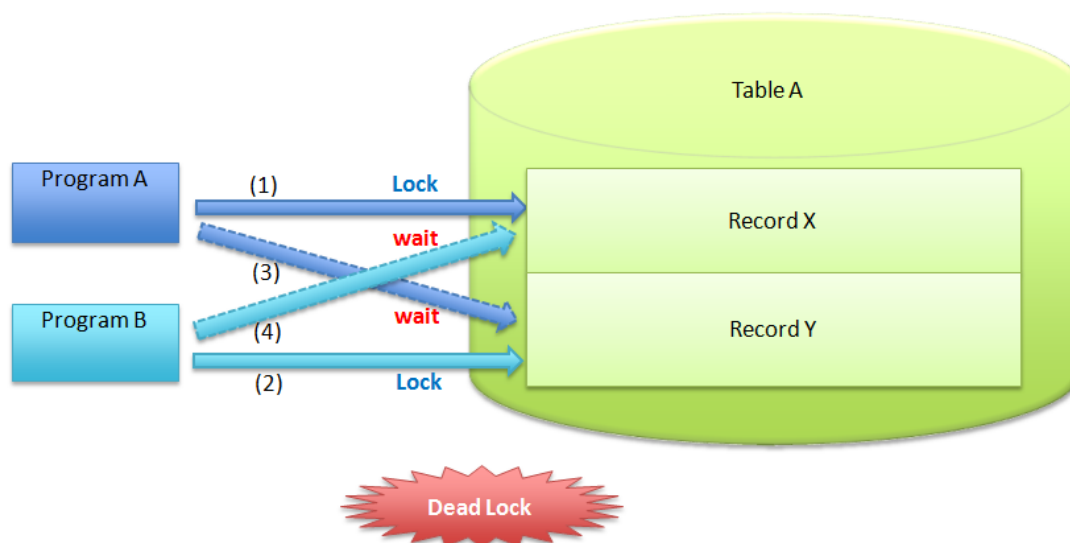 Table A
Program A
(1)
Lock
Record X
wait
(3)
Program B
(4)
wait
Record Y
(2)
Lock
Dead Lock